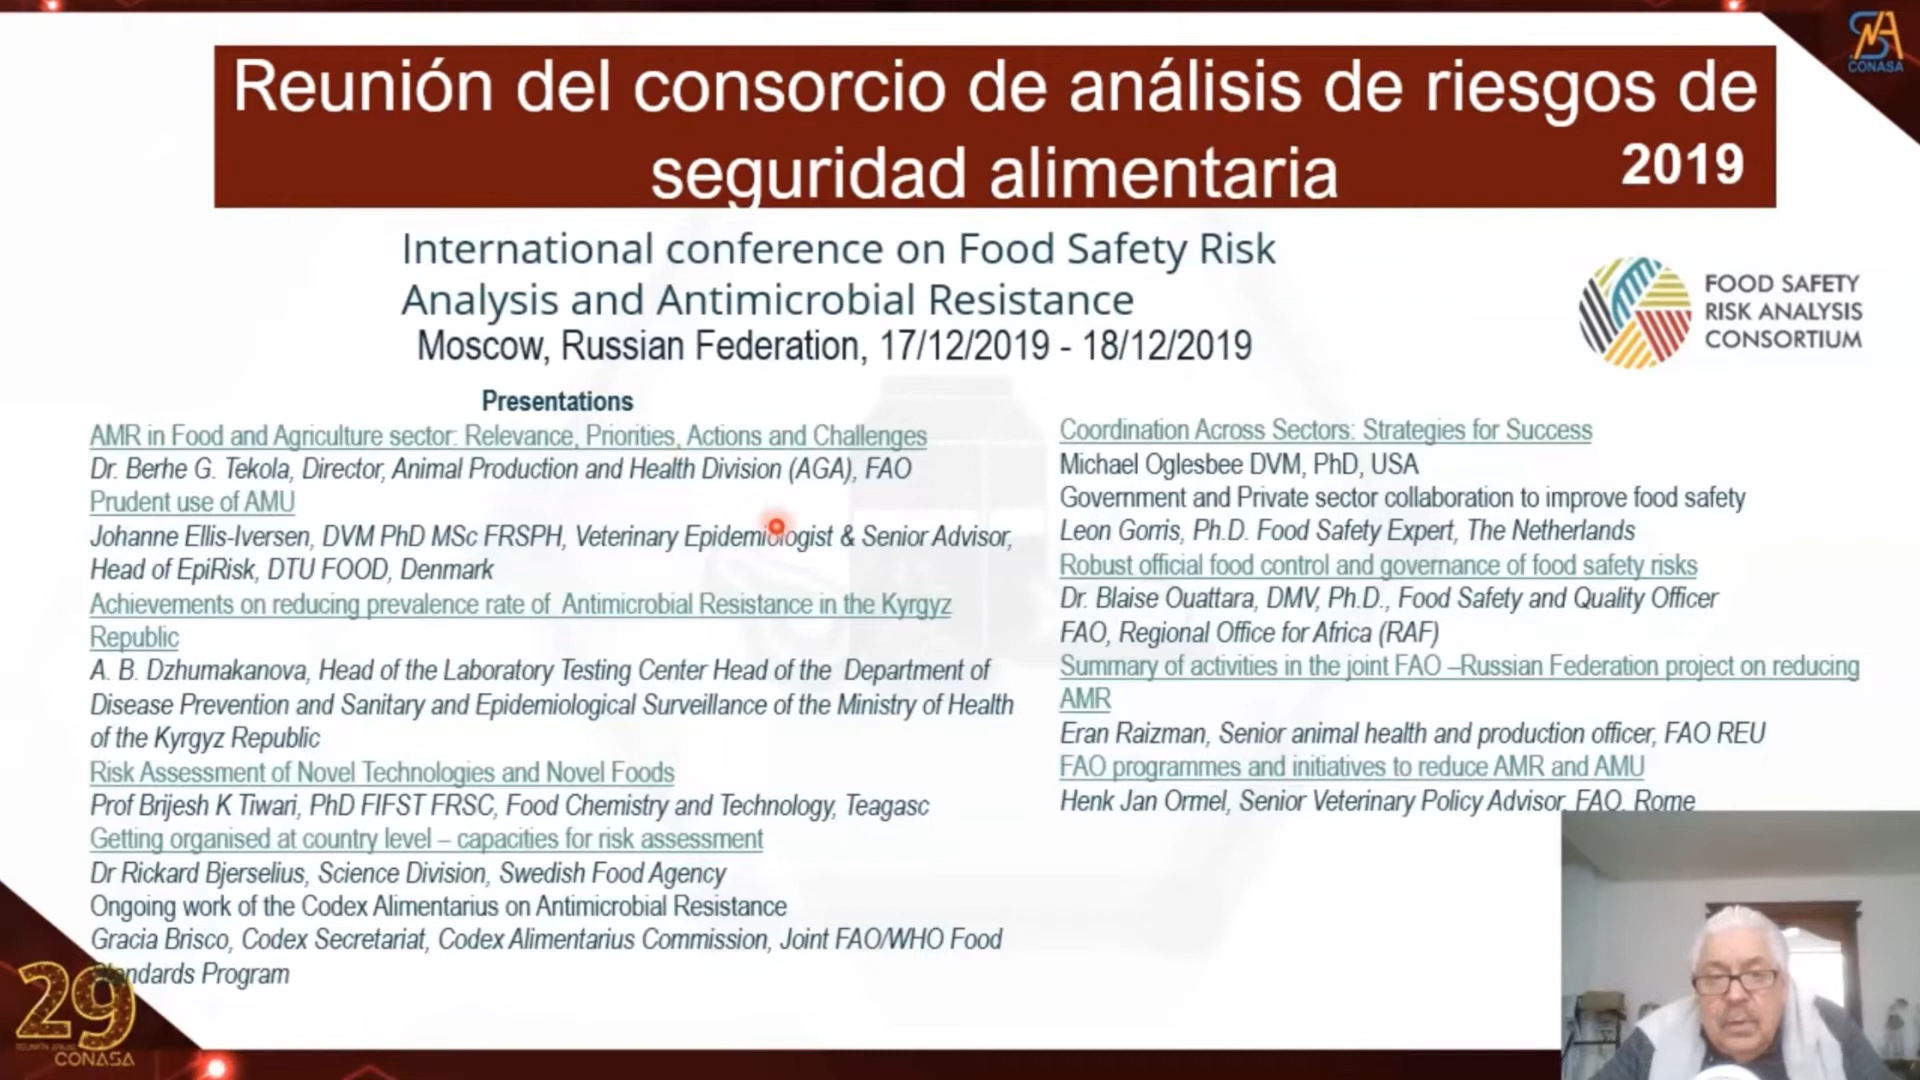 CONASA
Reunión del consorcio de análisis de riesgos de
seguridad alimentaria
2019
International conference on Food Safety Risk
Analysis and Antimicrobial Resistance
Moscow, Russian Federation, 17/12/2019 - 18/12/2019
FOOD SAFETY
RISK ANALYSIS
CONSORTIUM
Presentations
AMR in Food and Agriculture sector: Relevance, Priorities, Actions and Challenges
Dr. Berhe G. Tekola, Director, Animal Production and Health Division (AGA), FAO
Prudent use of AMU
Johanne Ellis-Iversen, DVM PhD MSc FRSPH, Veterinary Epidemiologist & Senior Advisor,
Head of EpiRisk, DTU FOOD, Denmark
Achievements on reducing prevalence rate of Antimicrobial Resistance in the Kyrgyz
Republic
A. B. Dzhumakanova, Head of the Laboratory Testing Center Head of the Department of
Disease Prevention and Sanitary and Epidemiological Surveillance of the Ministry of Health
of the Kyrgyz Republic
Risk Assessment of Novel Technologies and Novel Foods
Prof Brijesh K Tiwari, PhD FIFST FRSC, Food Chemistry and Technology, Teagasc
Getting organised at country level – capacities for risk assessment
Dr Rickard Bjerselius, Science Division, Swedish Food Agency
Ongoing work of the Codex Alimentarius on Antimicrobial Resistance
Gracia Brisco, Codex Secretariat, Codex Alimentarius Commission, Joint FAO/WHO Food
Standards Program
Coordination Across Sectors: Strategies for Success
Michael Oglesbee DVM, PhD, USA
Government and Private sector collaboration to improve food safety
Leon Gorris, Ph.D. Food Safety Expert, The Netherlands
Robust official food control and governance of food safety risks
Dr. Blaise Ouattara, DMV, Ph.D., Food Safety and Quality Officer
FAO, Regional Office for Africa (RAF)
Summary of activities in the joint FAO –Russian Federation project on reducing
AMR
Eran Raizman, Senior animal health and production officer, FAO REU
FAO programmes and initiatives to reduce AMR and AMU
Henk Jan Ormel, Senior Veterinary Policy Advisor, FAO, Rome
29
CONASA